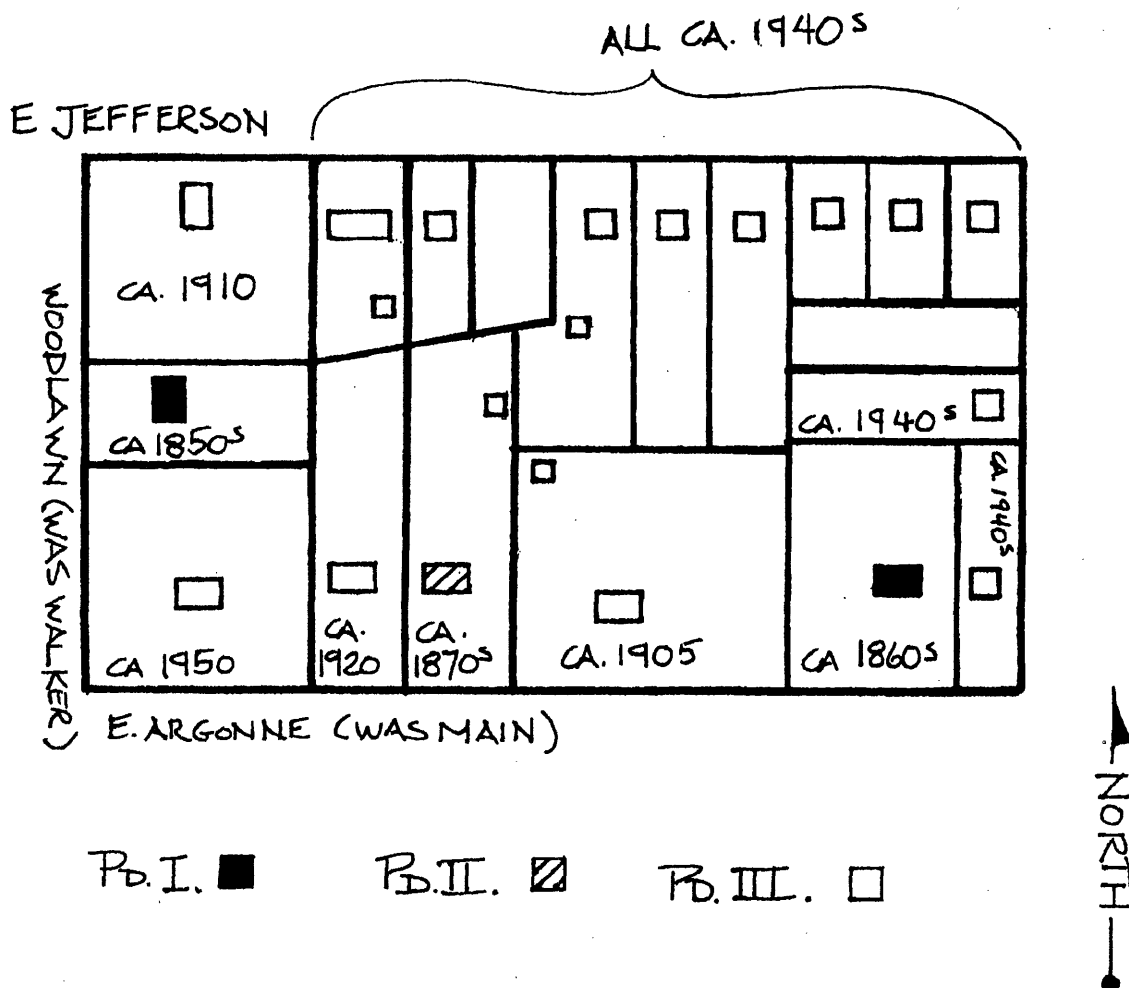 ALL CA. 1940s
E JEFFERSON
CA. 1910
WOODLAWN (WAS WALKER)
CA 1850s
CA. 1940s
CA 1940s
CA 1950
CA.
1920
CA.
1870s
CA. 1905
CA 1860s
E. ARGONNE (WAS MAIN)
PD. I.
PD. II.
PD. III.
NORTH